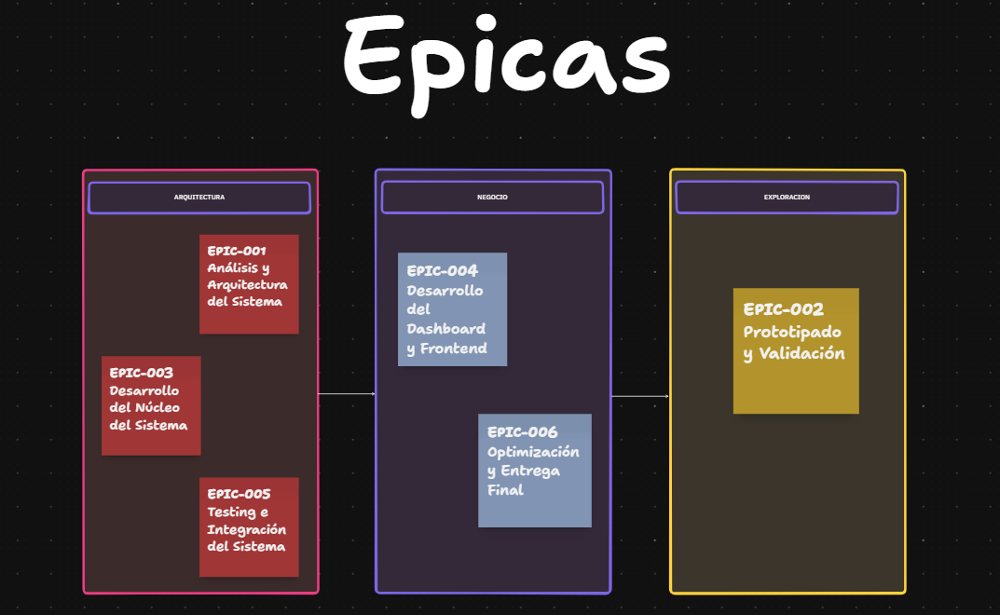 Epicas
ARQUITECTURA
EPIC-001
Análisis y
Arquitectura
del Sistema
EPIC-003
Desarrollo
del Núcleo
del Sistema
EPIC-005
Testing e
Integración
del Sistema
NEGOCIO
EPIC-004
Desarrollo
del
Dashboard
y Frontend
EPIC-006
Optimización
y Entrega
Final
EXPLORACION
EPIC-002
Prototipado
y Validación